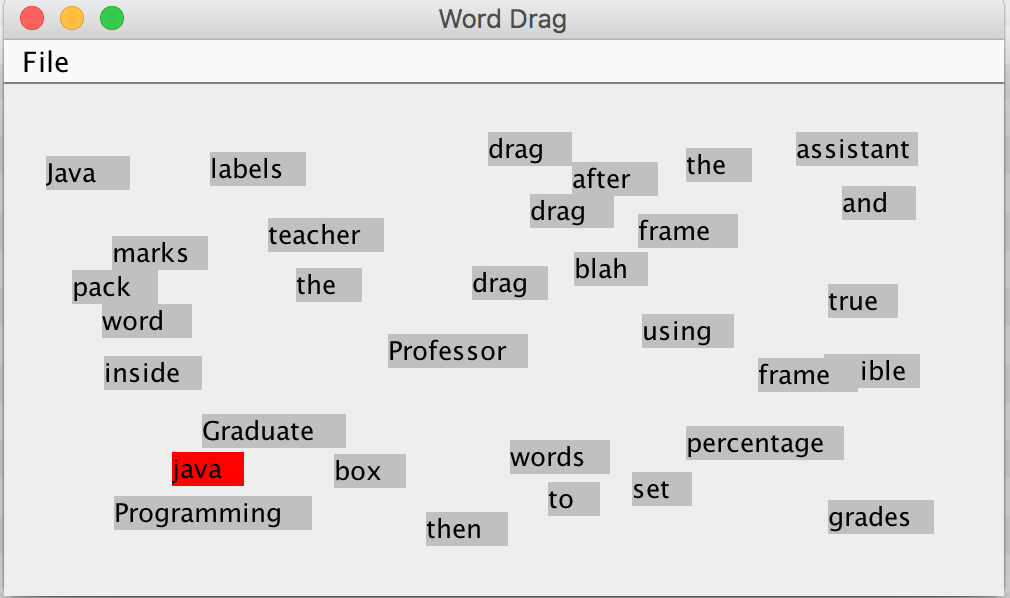 Word Drag
File
drag
assistant
Java
labels
after
the
drag
and
teacher
frame
marks
pack
the
drag
blah
true
word
using
Professor
inside
frame
ible
Graduate
percentage
java
box
words
set
to
Programming
then
grades